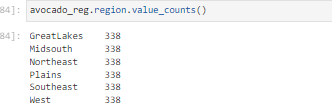 84]: avocado_reg.region.value_counts()
84]: GreatLakes 338
Midsouth 338
Northeast 338
Plains 338
Southeast 338
West 338